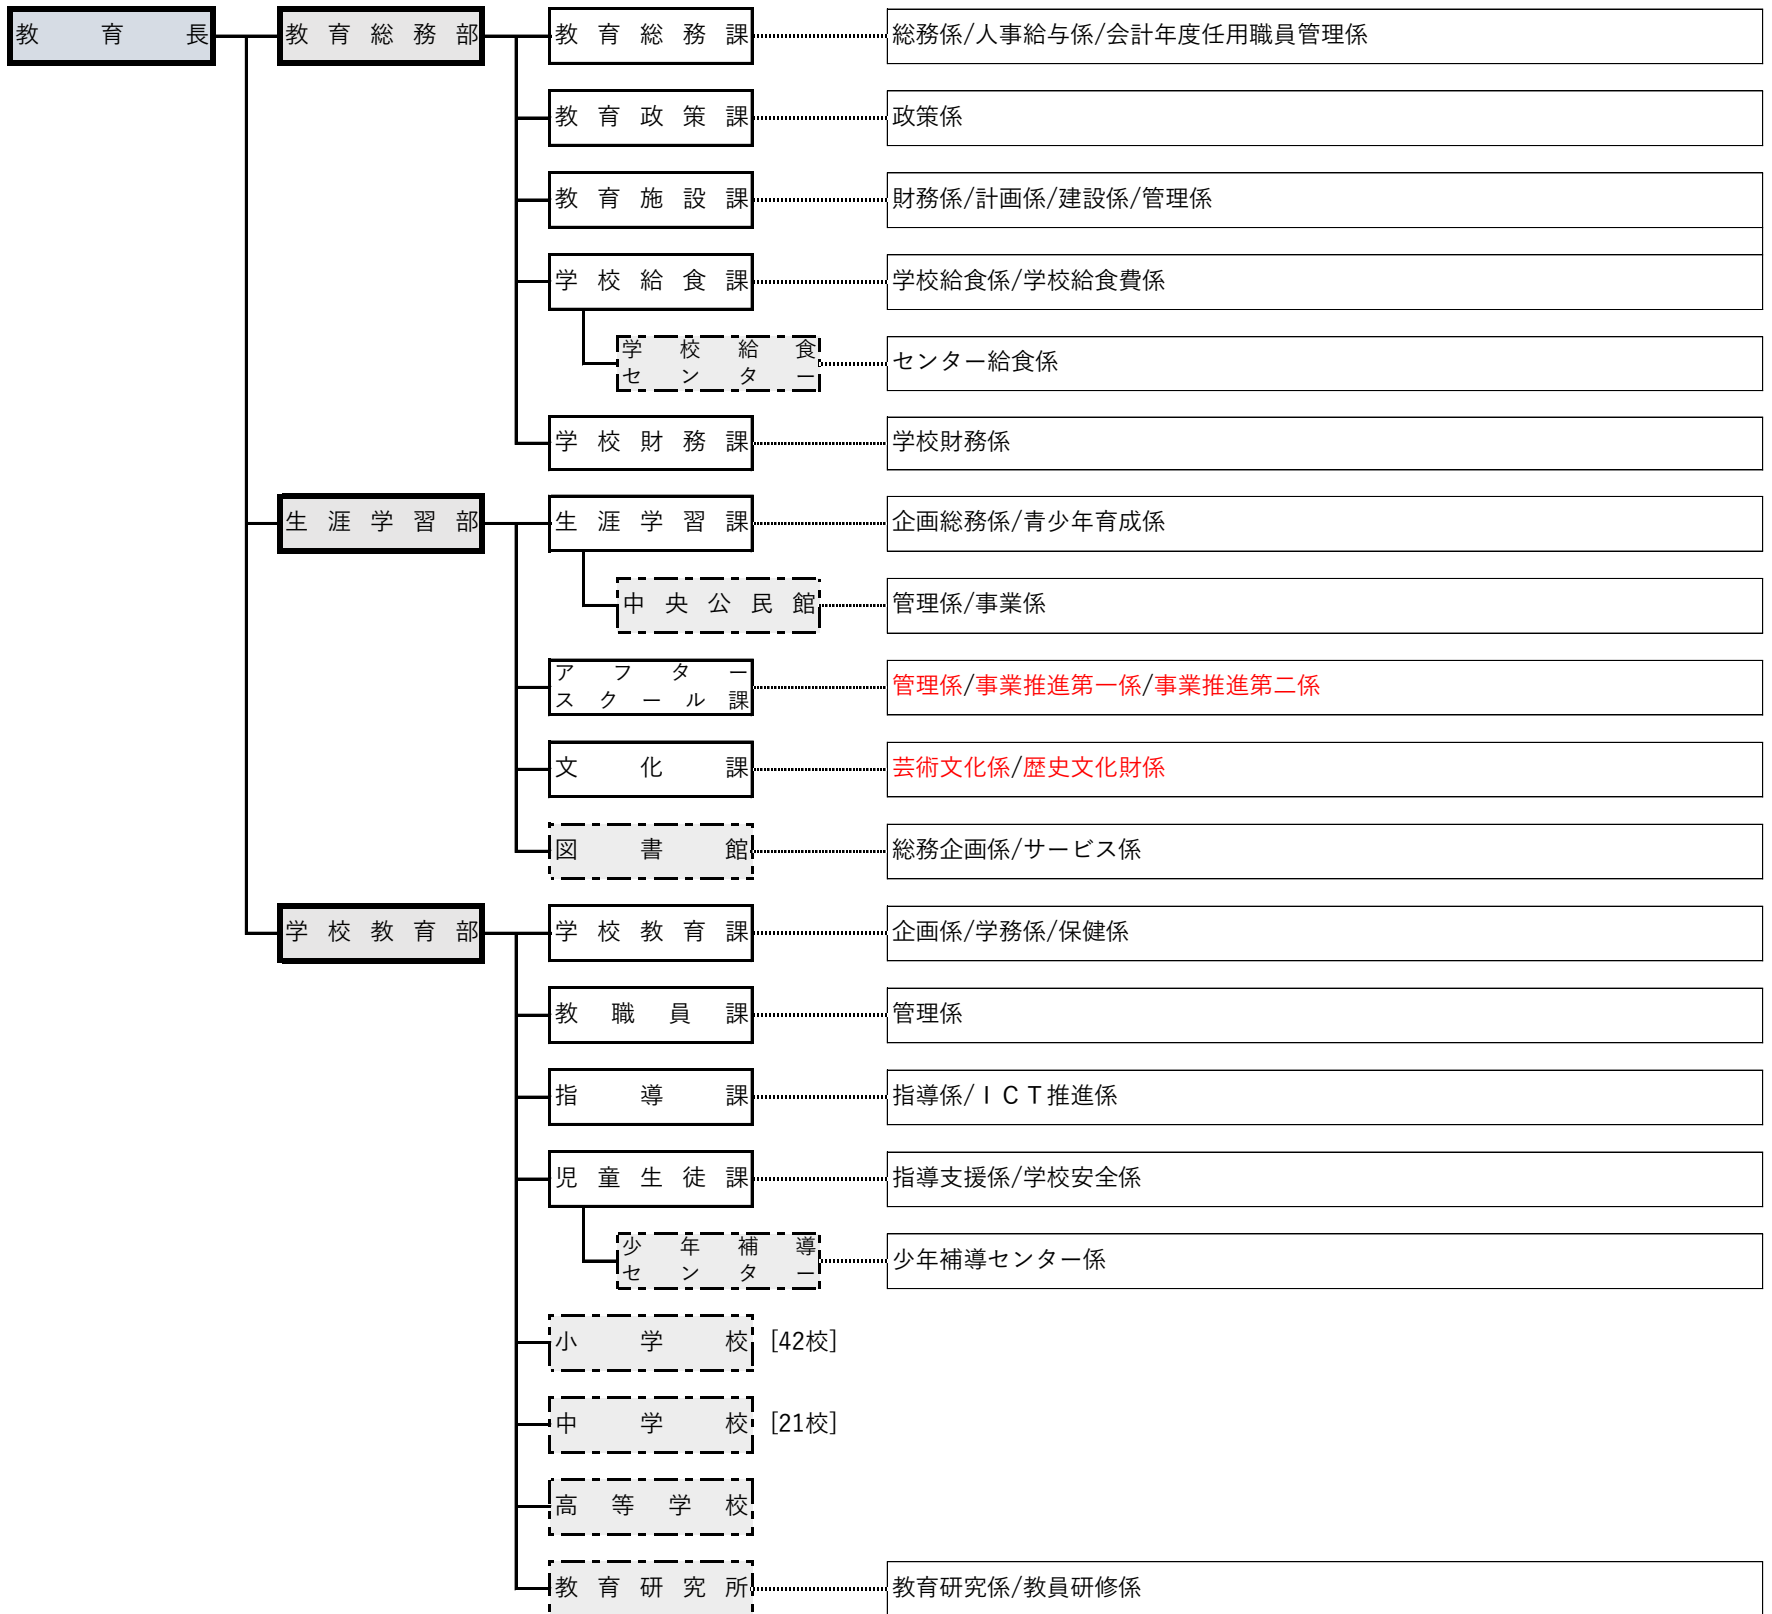 教育長
教育総務部
教育総務課
総務係/人事給与係/会計年度任用職員管理係
教育政策課
政策係
教育施設課
財務係/計画係/建設係/管理係
学校給食課
学校給食係/学校給食費係
学校給食
センター
センター給食係
学校財務課
学校財務係
生涯学習部
生涯学習課
企画総務係/青少年育成係
中央公民館
管理係/事業係
アフター
スクール課
管理係/事業推進第一係/事業推進第二係
文化課
芸術文化係/歴史文化財係
図書館
総務企画係/サービス係
学校教育部
学校教育課
企画係/学務係/保健係
教職員課
管理係
指導課
指導係/ＩＣＴ推進係
児童生徒課
指導支援係/学校安全係
少年補導
センター
少年補導センター係
小学校
[42校]
中学校
[21校]
高等学校
教育研究所
教育研究係/教員研修係